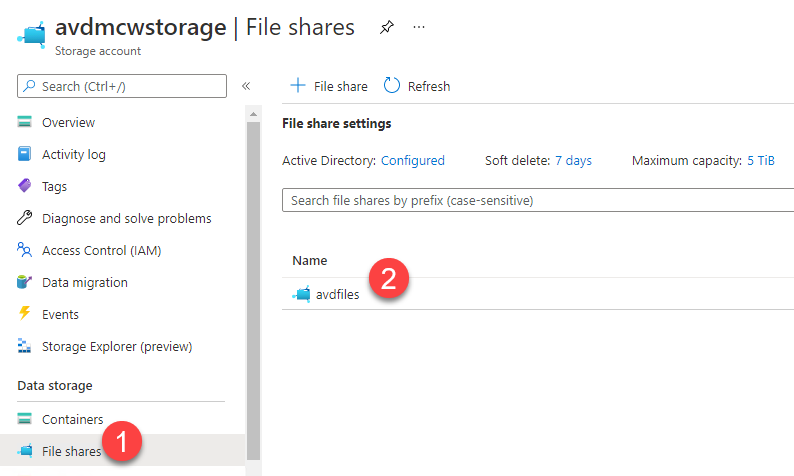 avdmcwstorage | File shares
Storage account
Search (Ctrl+/)
Overview
Activity log
Tags
Diagnose and solve problems
Access Control (IAM)
Data migration
Events
Storage Explorer (preview)
Data storage
Containers
File shares
1
File share Refresh
File share settings
Active Directory: Configured Soft delete: 7 days Maximum capacity: 5 TiB
Search file shares by prefix (case-sensitive)
Name
avdfiles
2